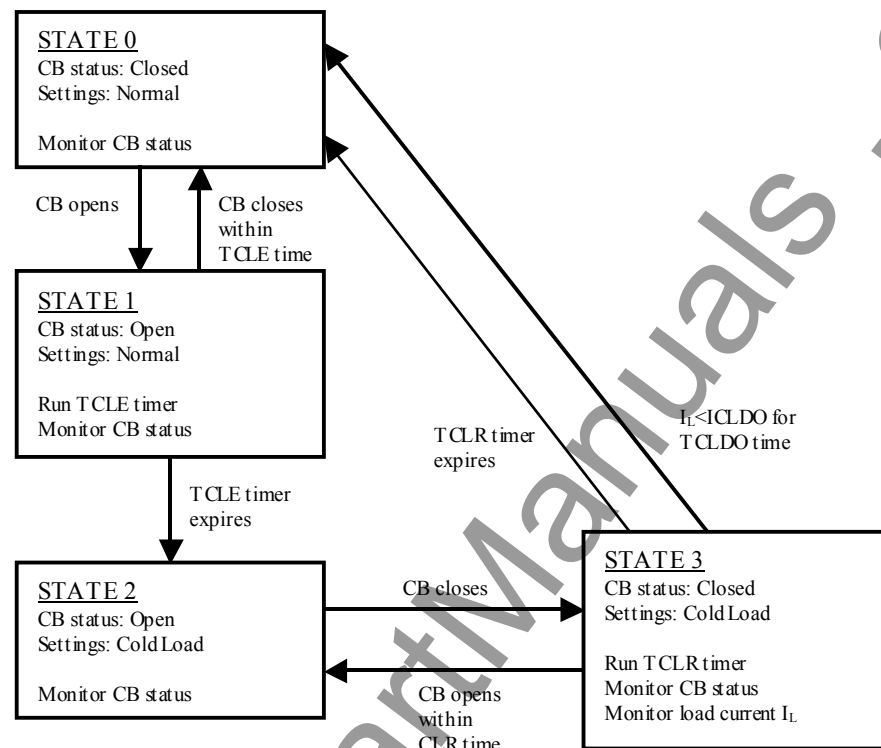 STATE 0
CB status: Closed
Settings: Normal
Monitor CB status
CB opens
CB closes
within
TCLE time
STATE 1
CB status: Open
Settings: Normal
Run TCLE timer
Monitor CB status
TCLR timer
expires
IL<ICLDO for
TCLDO time
TCLE timer
expires
STATE 2
CB status: Open
Settings: Cold Load
Monitor CB status
CB closes
CB opens
within
CLR time
STATE 3
CB status: Closed
Settings: Cold Load
Run TCLR timer
Monitor CB status
Monitor load current IL
artManuals